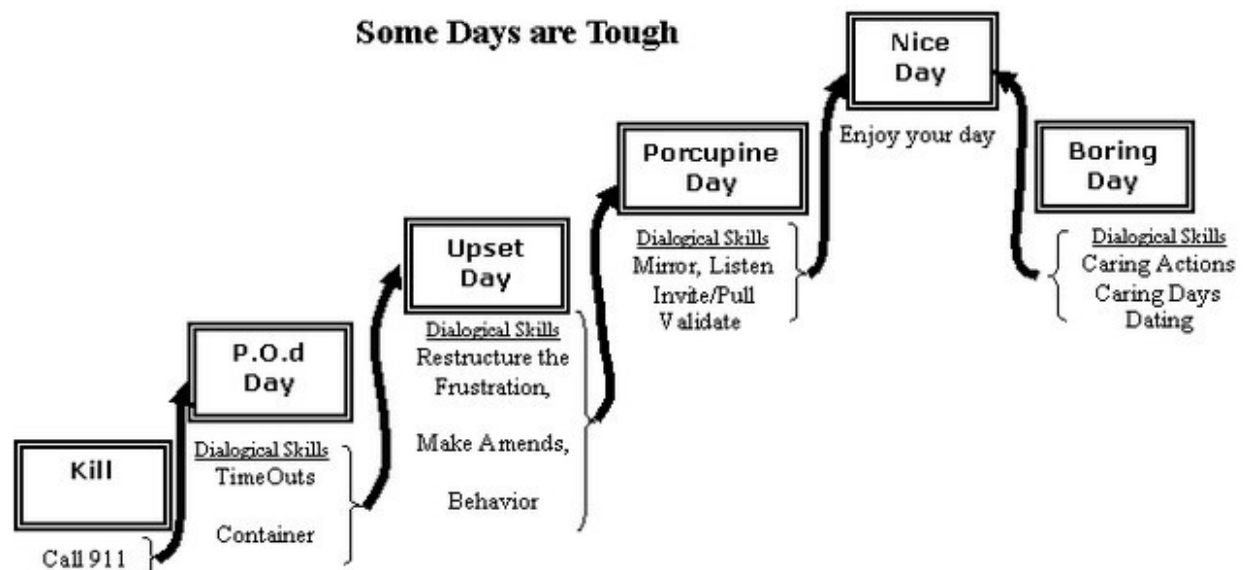 Some Days are Tough
Nice
Day
Enjoy your day
Porcupine
Day
Dialogical Skills
Mirror, Listen
Invite/Pull
Validate
Boring
Day
Dialogical Skills
Caring Actions
Caring Days
Dating
Upset
Day
Dialogical Skills
Restructure the
Frustration,
Make Amends,
Behavior
P.O.d
Day
Dialogical Skills
TimeOuts
Container
Kill
Call 911